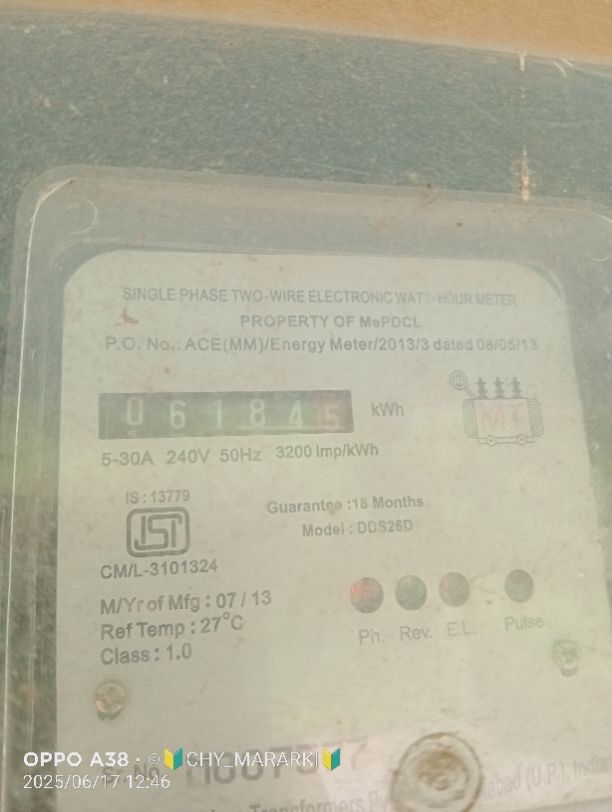 SINGLE PHASE TWO-WIRE ELECTRONIC WATT-HOUR METER
PROPERTY OF MePDCL
P.O. No.: ACE(MM)/Energy Meter/2013/3 dated 08/05/13
061845 kWh
5-30A 240V 50Hz 3200 Imp/kWh
IS : 13779
ISI
CM/L-3101324
Guarantee :18 Months
Model : DDS26D
M/Yr of Mfg : 07 / 13
Ref Temp : 27°C
Class : 1.0
Ph. Rev. E.L. Pulse
OPPO A38 · @🔰CHY_MARARKI🔰
2025/06/17 12:46
Transformers
(U.P.), India